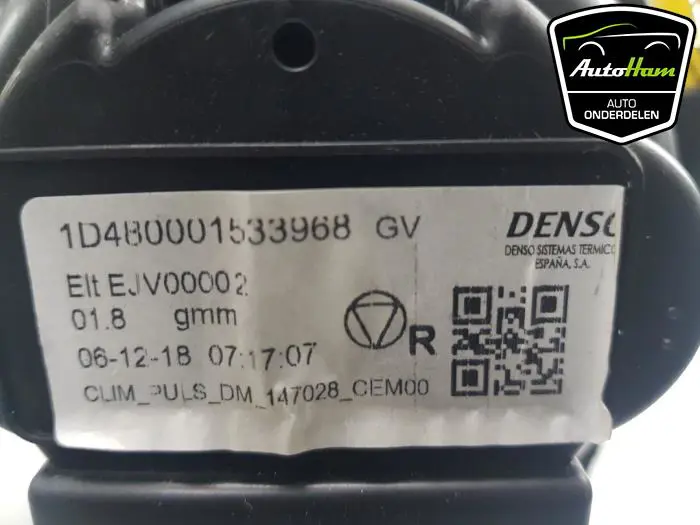 AutoHam
AUTO
ONDERDELEN
1D480001533968 GV
DENSO
DENSO SISTEMAS TERMICO
ESPAÑA, S.A.
Elt EJV00002
01.8 gmm
R
06-12-18 07:17:07
CLIM_PULS_DM_147028_CEM00